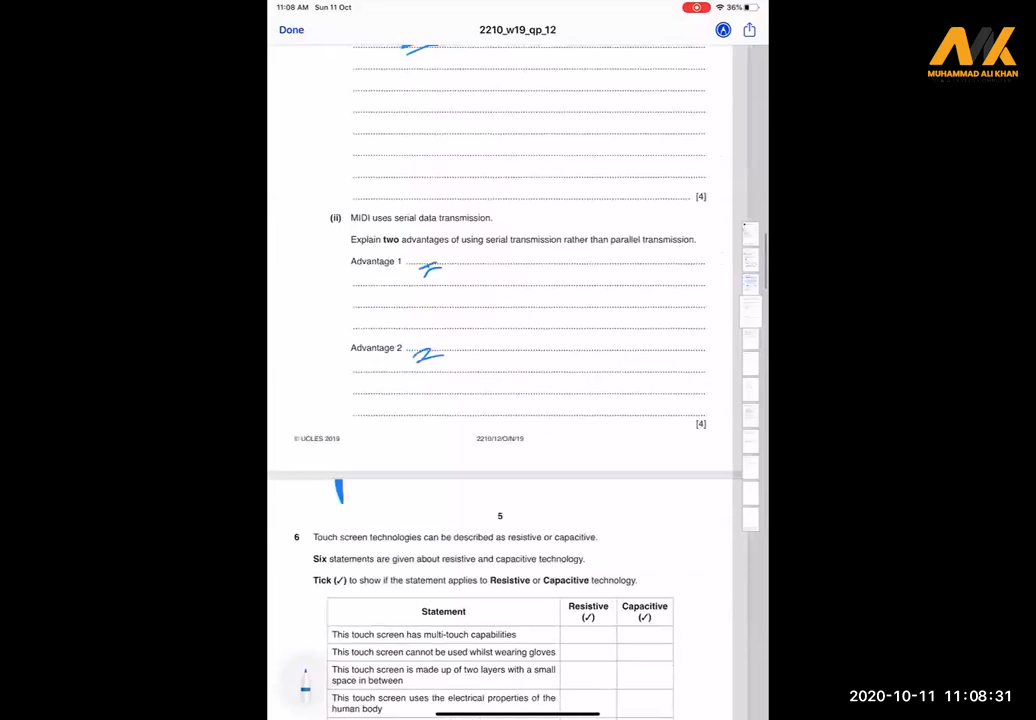 11:08 AM Sun 11 Oct
36%
Done
2210_w19_qp_12
MUHAMMAD ALI KHAN
[4]
(ii) MIDI uses serial data transmission.
Explain two advantages of using serial transmission rather than parallel transmission.
Advantage 1
Advantage 2
2
[4]
© UCLES 2019
2210/12/O/N/19
5
6 Touch screen technologies can be described as resistive or capacitive.
Six statements are given about resistive and capacitive technology.
Tick (✓) to show if the statement applies to Resistive or Capacitive technology.
Statement Resistive (✓) Capacitive (✓)
This touch screen has multi-touch capabilities
This touch screen cannot be used whilst wearing gloves
This touch screen is made up of two layers with a small
space in between
This touch screen uses the electrical properties of the
human body
2020-10-11 11:08:31